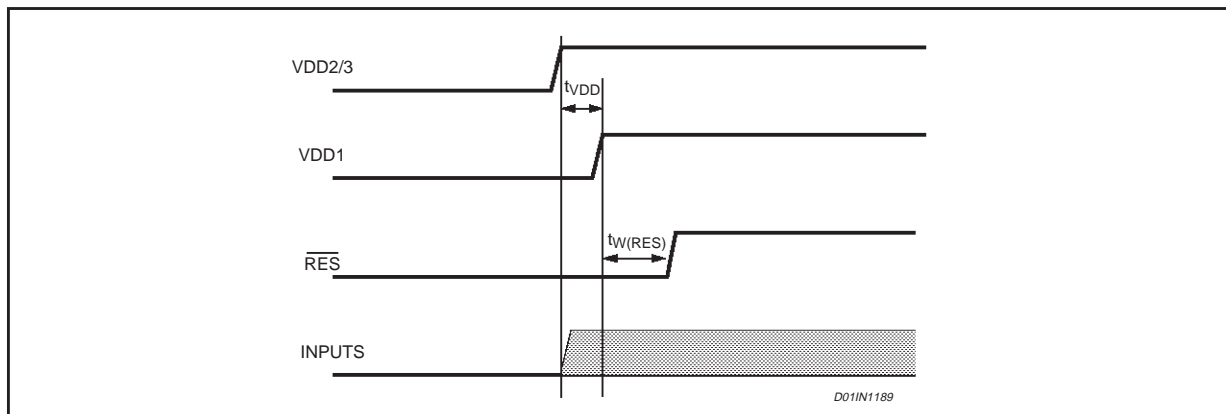 VDD2/3
tVDD
VDD1
tW(RES)
RES
INPUTS
D01IN1189